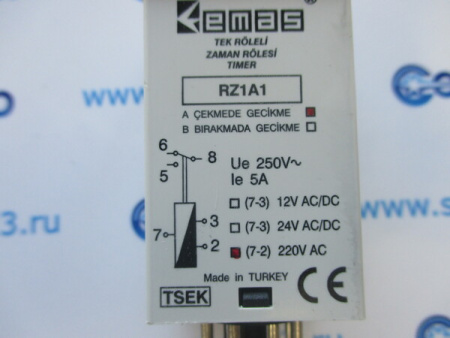 emas
TEK RÖLELİ
ZAMAN RÖLESI
TIMER
RZ1A1
A ÇEKMEDE GECİKME
B BIRAKMADA GECİKME
6
8
5
Ue 250V~
Ie 5A
(7-3) 12V AC/DC
3
(7-3) 24V AC/DC
7
2
(7-2) 220V AC
Made in TURKEY
TSEK
CE
3.ru